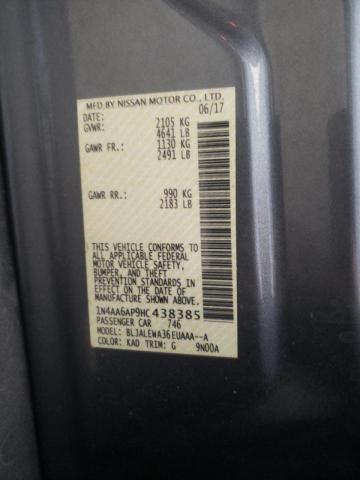 MFD BY NISSAN MOTOR CO., LTD.
DATE: 06/17
GVWR: 2105 KG
4641 LB
GAWR FR.: 1130 KG
2491 LB
GAWR RR.: 990 KG
2183 LB
THIS VEHICLE CONFORMS TO
ALL APPLICABLE FEDERAL
MOTOR VEHICLE SAFETY,
BUMPER, AND THEFT
PREVENTION STANDARDS
IN EFFECT ON THE DATE OF
MANUFACTURE SHOWN ABOVE.
1N4AA6AP9HC438385
PASSENGER CAR 746
MODEL: BLJALEWA36EUAAA--A
COLOR: KAD TRIM: G 9N00A